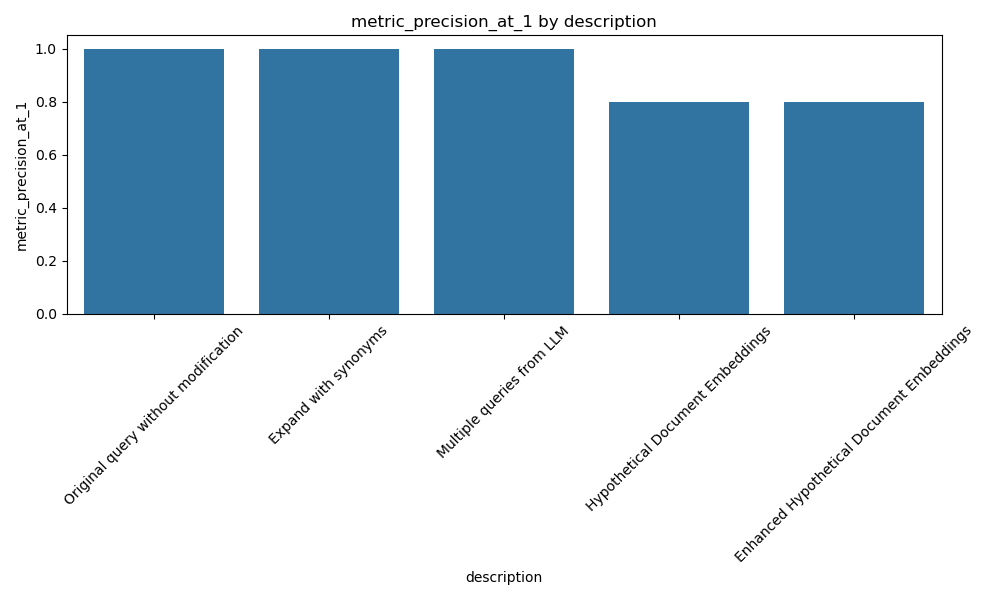 metric_precision_at_1 by description
metric_precision_at_1
1.0
0.8
0.6
0.4
0.2
0.0
Original query without modification
Expand with synonyms
Multiple queries from LLM
Hypothetical Document Embeddings
Enhanced Hypothetical Document Embeddings
description